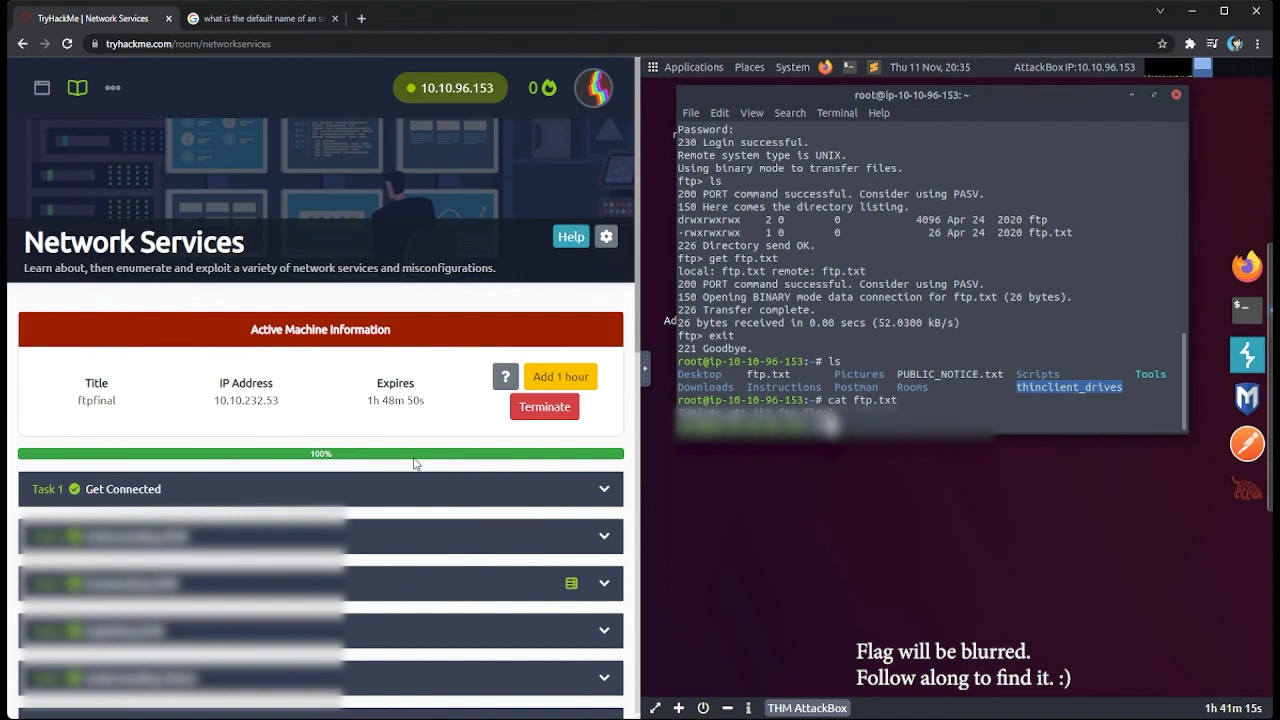 TryHackMe | Network Services
what is the default name of an ss
tryhackme.com/room/networkservices
10.10.96.153
0
Network Services
Help
Learn about, then enumerate and exploit a variety of network services and misconfigurations.
Active Machine Information
Title
IP Address
Expires
?
Add 1 hour
ftpfinal
10.10.232.53
1h 48m 50s
Terminate
100%
Task 1
Get Connected
Applications
Places
System
Thu 11 Nov, 20:35
AttackBox IP:10.10.96.153
root@ip-10-10-96-153: ~
File Edit View Search Terminal Help
Password:
230 Login successful.
Remote system type is UNIX.
Using binary mode to transfer files.
ftp> ls
200 PORT command successful. Consider using PASV.
150 Here comes the directory listing.
drwxrwxrwx 2 0 0 4096 Apr 24 2020 ftp
-rwxrwxrwx 1 0 0 26 Apr 24 2020 ftp.txt
226 Directory send OK.
ftp> get ftp.txt
local: ftp.txt remote: ftp.txt
200 PORT command successful. Consider using PASV.
150 Opening BINARY mode data connection for ftp.txt (26 bytes).
226 Transfer complete.
26 bytes received in 0.00 secs (52.0300 kB/s)
ftp> exit
221 Goodbye.
root@ip-10-10-96-153:~# ls
Desktop ftp.txt Pictures PUBLIC_NOTICE.txt Scripts Tools
Downloads Instructions Postman Rooms thinclient_drives
root@ip-10-10-96-153:~# cat ftp.txt
Ad
Flag will be blurred.
Follow along to find it. :)
THM AttackBox
1h 41m 15s